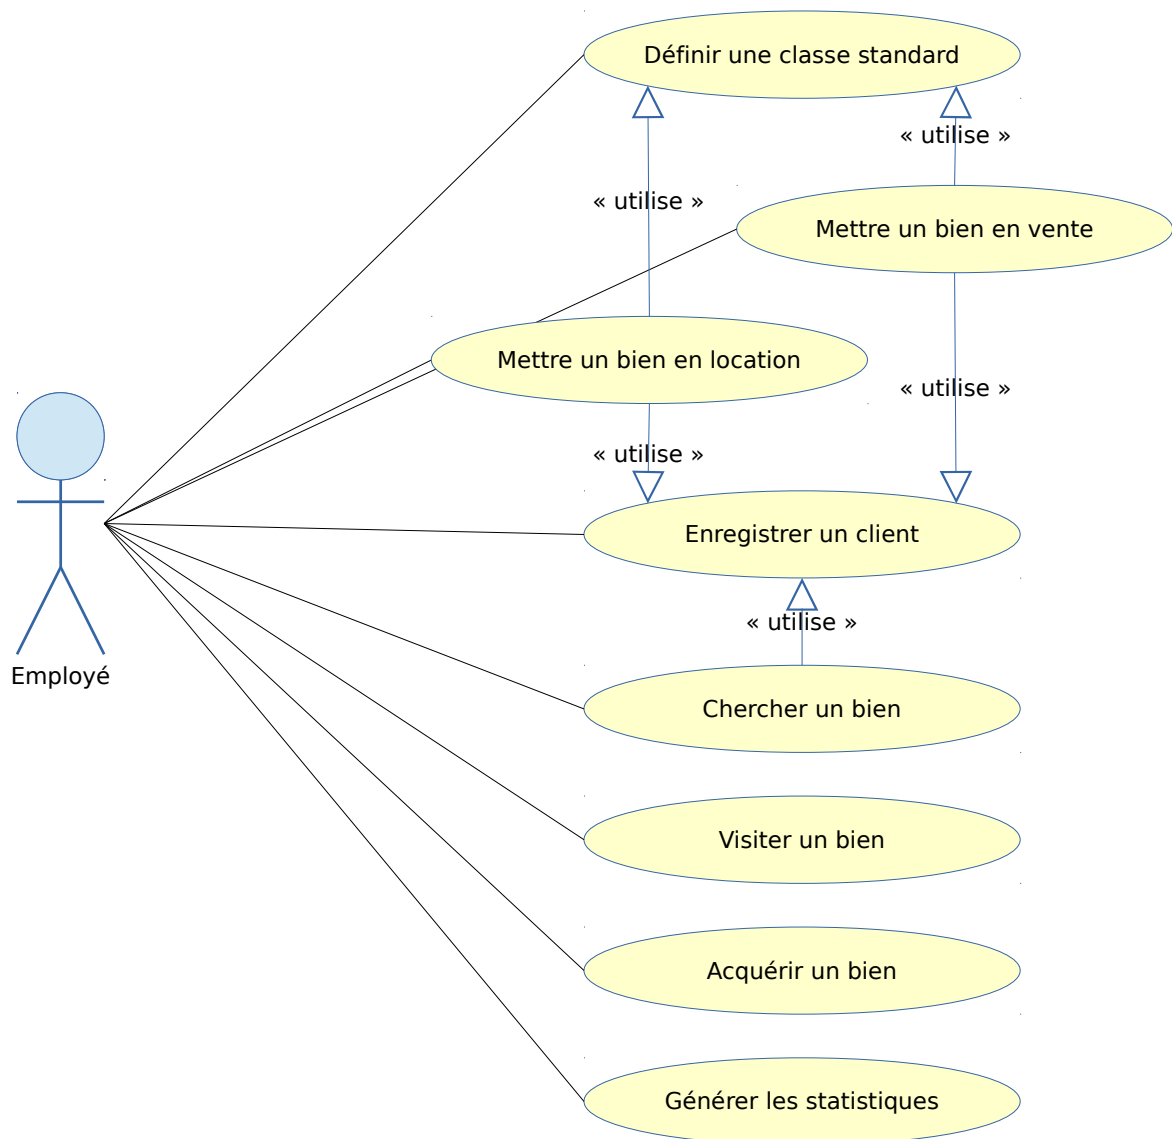 Définir une classe standard
« utilise »
« utilise »
Mettre un bien en vente
Mettre un bien en location
« utilise »
« utilise »
Enregistrer un client
« utilise »
Employé
Chercher un bien
Visiter un bien
Acquérir un bien
Générer les statistiques